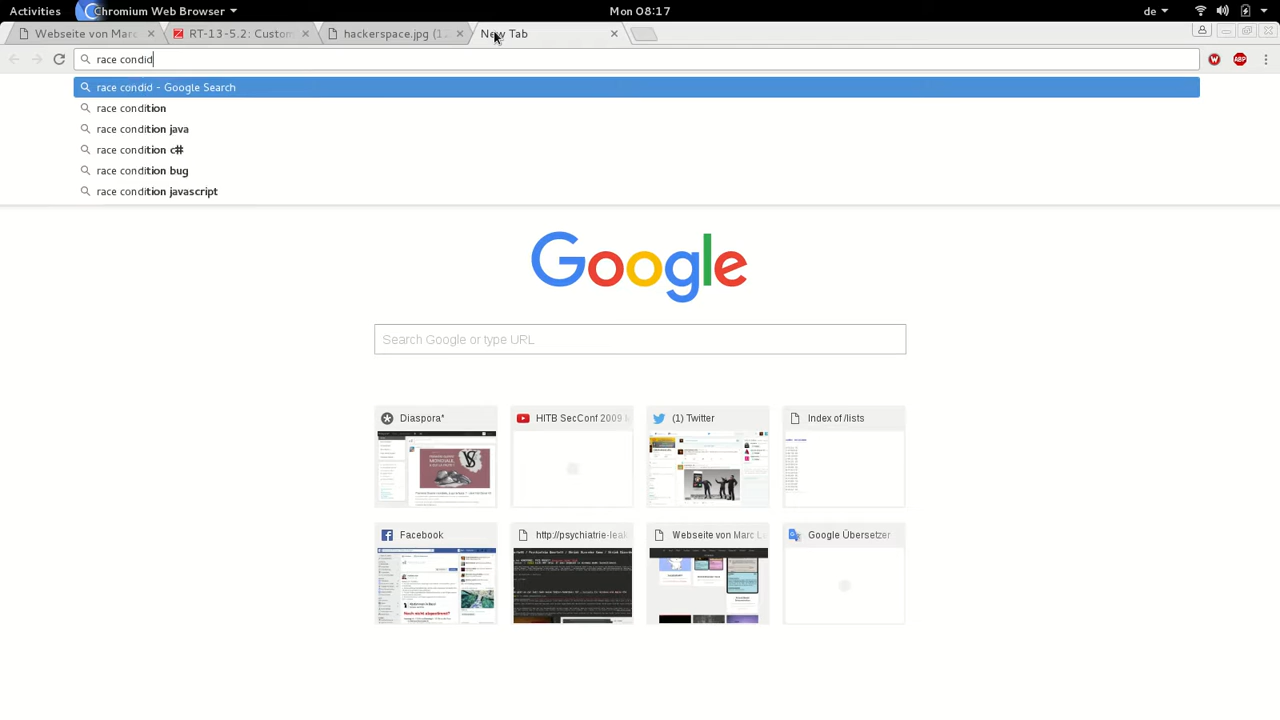 Activities Chromium Web Browser Mon 08:17 de
Webseite von Marc RT-13-5.2: Custom hackerspace.jpg (1 New Tab
race condid
W ABP
race condid - Google Search
race condition
race condition java
race condition c#
race condition bug
race condition javascript
Google
Search Google or type URL
Diaspora* HITB SecConf 2009 (1) Twitter Index of /lists
Facebook http://psychiatrie-leak Webseite von Marc L Google Übersetzer